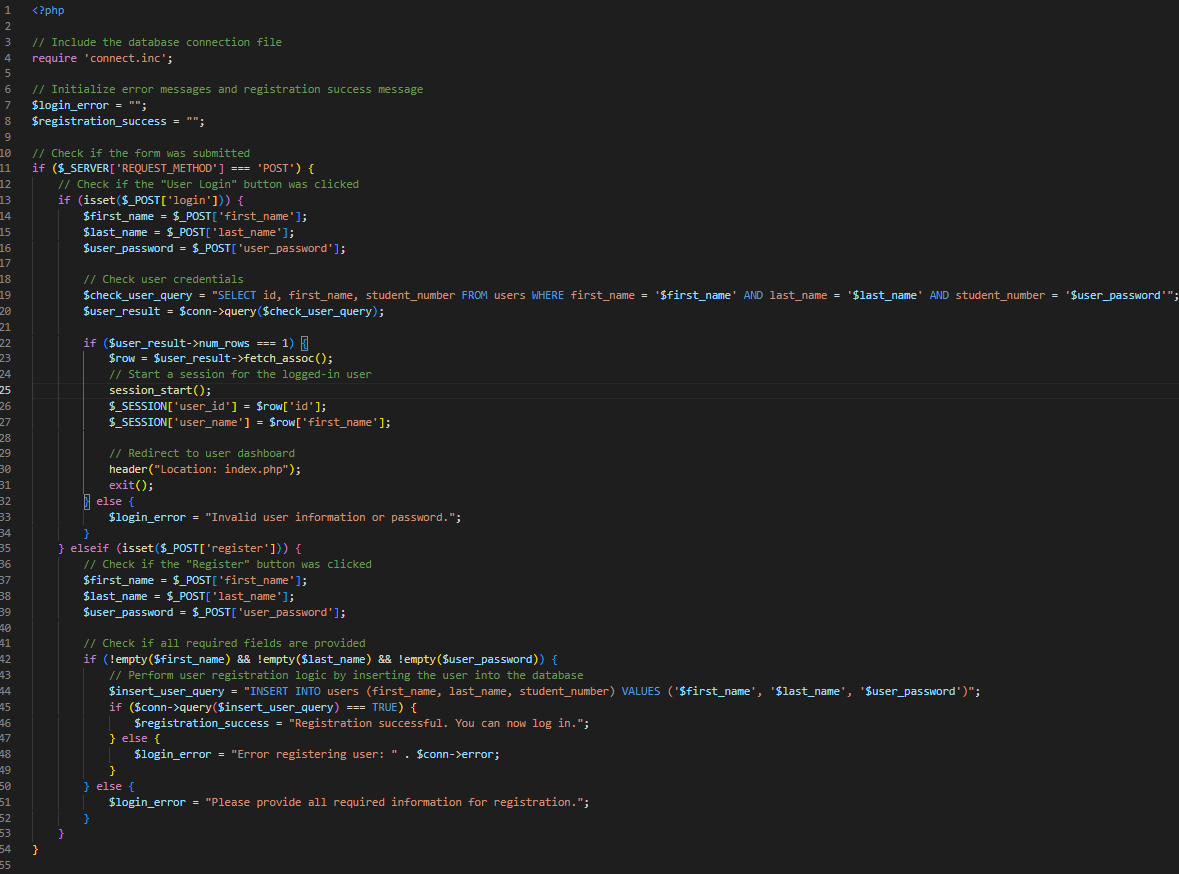 1 <?php
2
3 // Include the database connection file
4 require 'connect.inc';
5
6 // Initialize error messages and registration success message
7 $login_error = "";
8 $registration_success = "";
9
10 // Check if the form was submitted
11 if ($_SERVER['REQUEST_METHOD'] === 'POST') {
12     // Check if the "User Login" button was clicked
13     if (isset($_POST['login'])) {
14         $first_name = $_POST['first_name'];
15         $last_name = $_POST['last_name'];
16         $user_password = $_POST['user_password'];
17
18         // Check user credentials
19         $check_user_query = "SELECT id, first_name, student_number FROM users WHERE first_name = '$first_name' AND last_name = '$last_name' AND student_number = '$user_password'";
20         $user_result = $conn->query($check_user_query);
21
22         if ($user_result->num_rows === 1) {
23             $row = $user_result->fetch_assoc();
24             // Start a session for the logged-in user
25             session_start();
26             $_SESSION['user_id'] = $row['id'];
27             $_SESSION['user_name'] = $row['first_name'];
28
29             // Redirect to user dashboard
30             header("Location: index.php");
31             exit();
32         } else {
33             $login_error = "Invalid user information or password.";
34         }
35     } elseif (isset($_POST['register'])) {
36         // Check if the "Register" button was clicked
37         $first_name = $_POST['first_name'];
38         $last_name = $_POST['last_name'];
39         $user_password = $_POST['user_password'];
40
41         // Check if all required fields are provided
42         if (!empty($first_name) && !empty($last_name) && !empty($user_password)) {
43             // Perform user registration logic by inserting the user into the database
44             $insert_user_query = "INSERT INTO users (first_name, last_name, student_number) VALUES ('$first_name', '$last_name', '$user_password')";
45             if ($conn->query($insert_user_query) === TRUE) {
46                 $registration_success = "Registration successful. You can now log in.";
47             } else {
48                 $login_error = "Error registering user: " . $conn->error;
49             }
50         } else {
51             $login_error = "Please provide all required information for registration.";
52         }
53     }
54 }
55